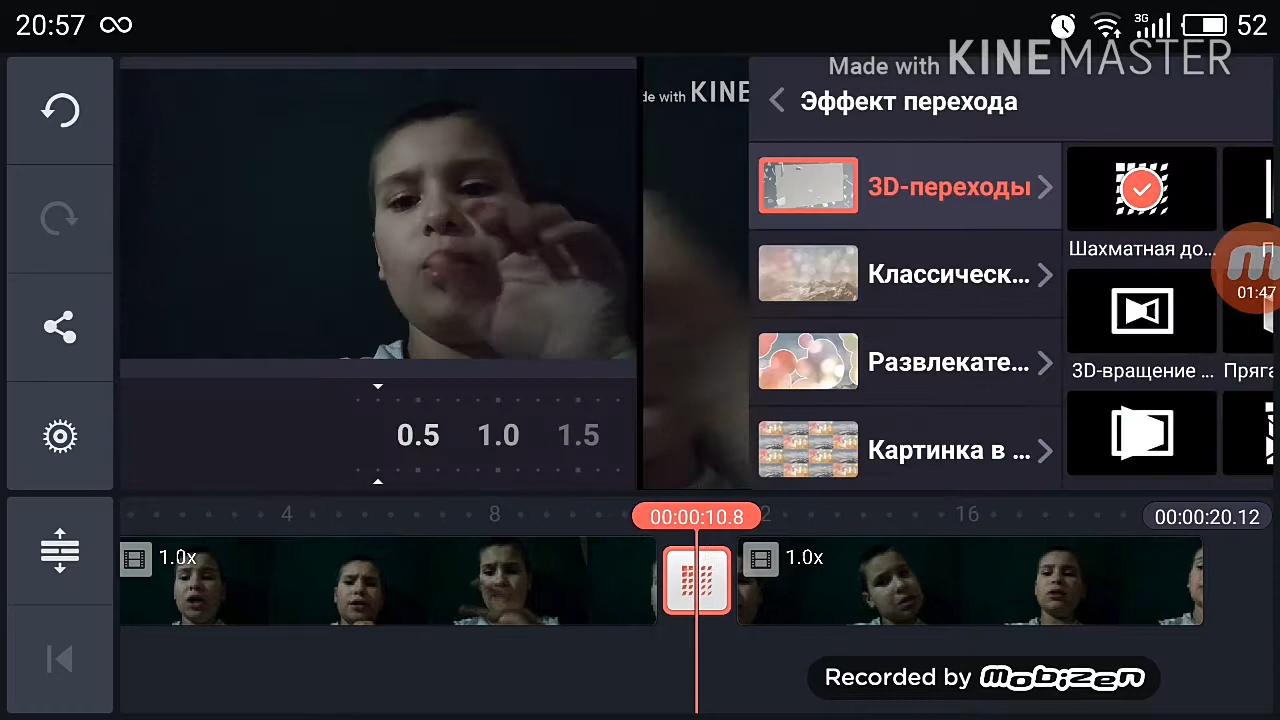 20:57
3G
52
Made with KINEMASTER
de with KINE
Эффект перехода
3D-переходы
Шахматная до...
01:47
Классическ...
Развлекате...
3D-вращение ...
Пряга
Картинка в ...
0.5 1.0 1.5
4 8 2 16
00:00:10.8
00:00:20.12
1.0x
1.0x
Recorded by Mobizen